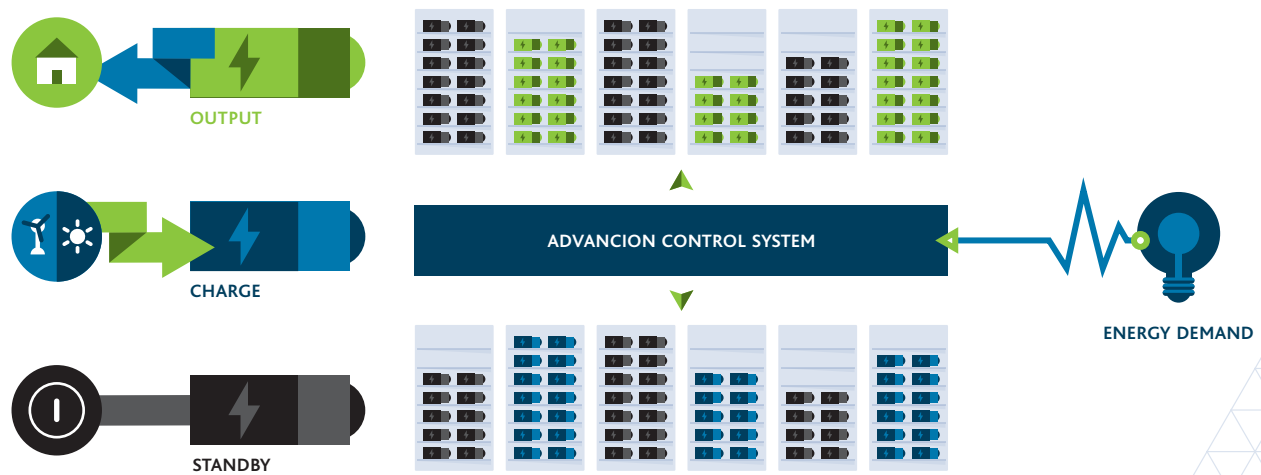 OUTPUT
CHARGE
STANDBY
ADVANCION CONTROL SYSTEM
ENERGY DEMAND